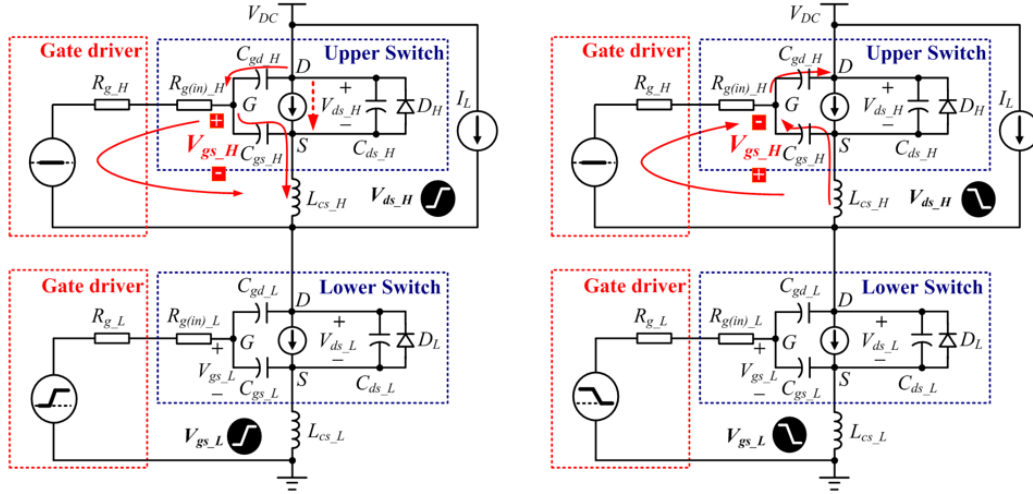 V_DC
Gate driver
Upper Switch
C_gd_H
R_g_H
R_g(in)_H
D
+
G
V_ds_H
D_H
I_L
+
−
V_gs_H
S
C_gs_H
C_ds_H
-
L_cs_H
V_ds_H
Gate driver
Lower Switch
C_gd_L
D
R_g_L
R_g(in)_L
+
G
V_ds_L
D_L
+
V_gs_L
−
−
C_gs_L
S
C_ds_L
V_gs_L
L_cs_L
V_DC
Gate driver
Upper Switch
C_gd_H
R_g_H
R_g(in)_H
D
+
G
V_ds_H
D_H
I_L
-
−
V_gs_H
S
C_gs_H
C_ds_H
+
L_cs_H
V_ds_H
Gate driver
Lower Switch
C_gd_L
D
R_g_L
R_g(in)_L
+
G
V_ds_L
D_L
+
V_gs_L
−
−
C_gs_L
S
C_ds_L
V_gs_L
L_cs_L